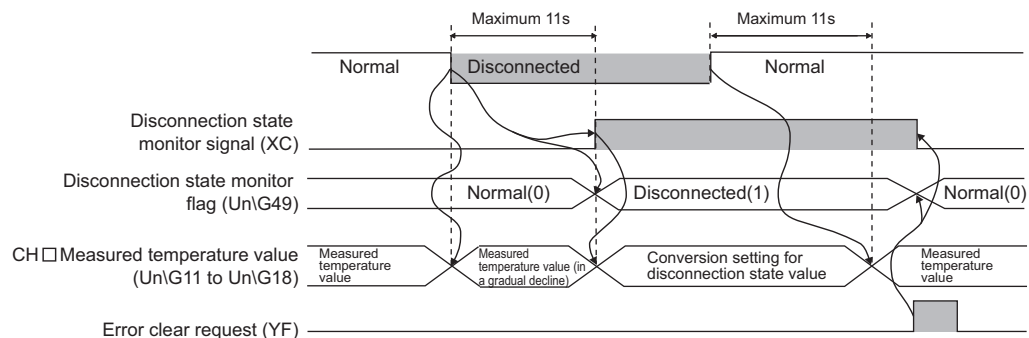 Maximum 11s
Maximum 11s
Normal
Disconnected
Normal
Disconnection state
monitor signal (XC)
Disconnection state monitor
flag (Un\G49)
Normal(0)
Disconnected(1)
Normal(0)
CH□Measured temperature value
(Un\G11 to Un\G18)
Measured
temperature
value
Measured
temperature value (in
a gradual decline)
Conversion setting for
disconnection state value
Measured
temperature
value
Error clear request (YF)